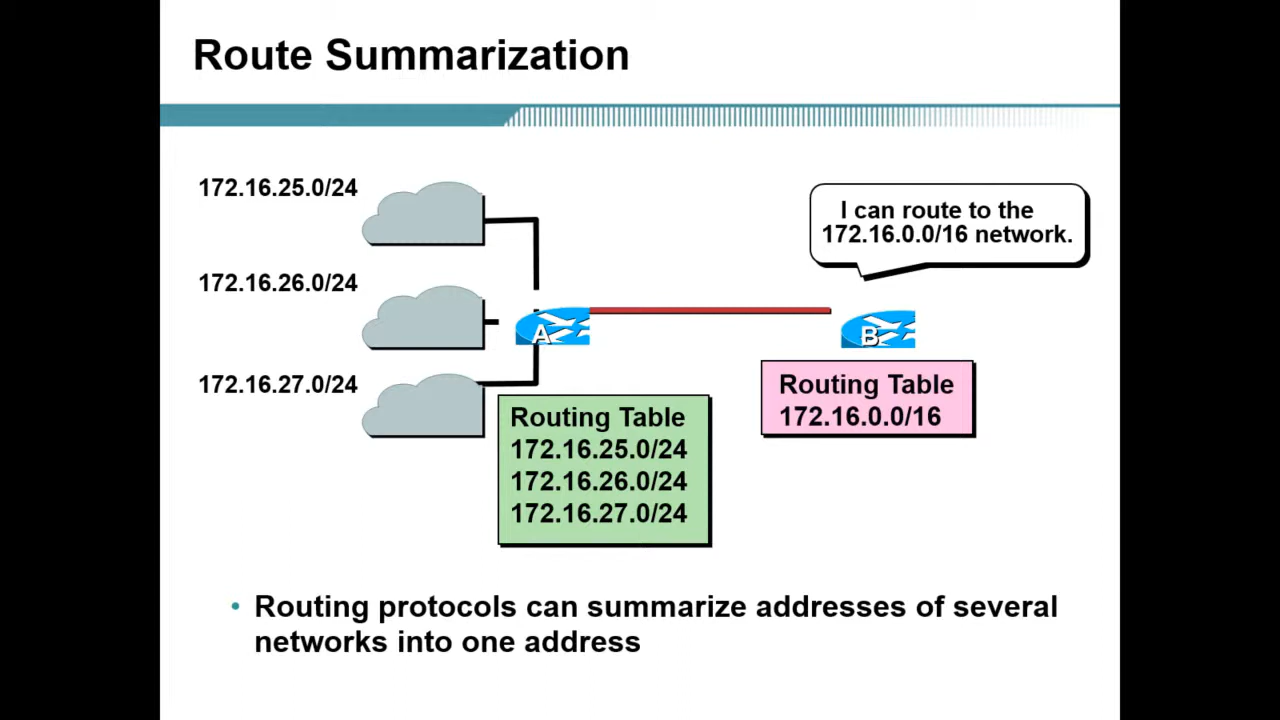 Route Summarization
172.16.25.0/24
I can route to the
172.16.0.0/16 network.
172.16.26.0/24
A
B
172.16.27.0/24
Routing Table
172.16.0.0/16
Routing Table
172.16.25.0/24
172.16.26.0/24
172.16.27.0/24
• Routing protocols can summarize addresses of several
networks into one address